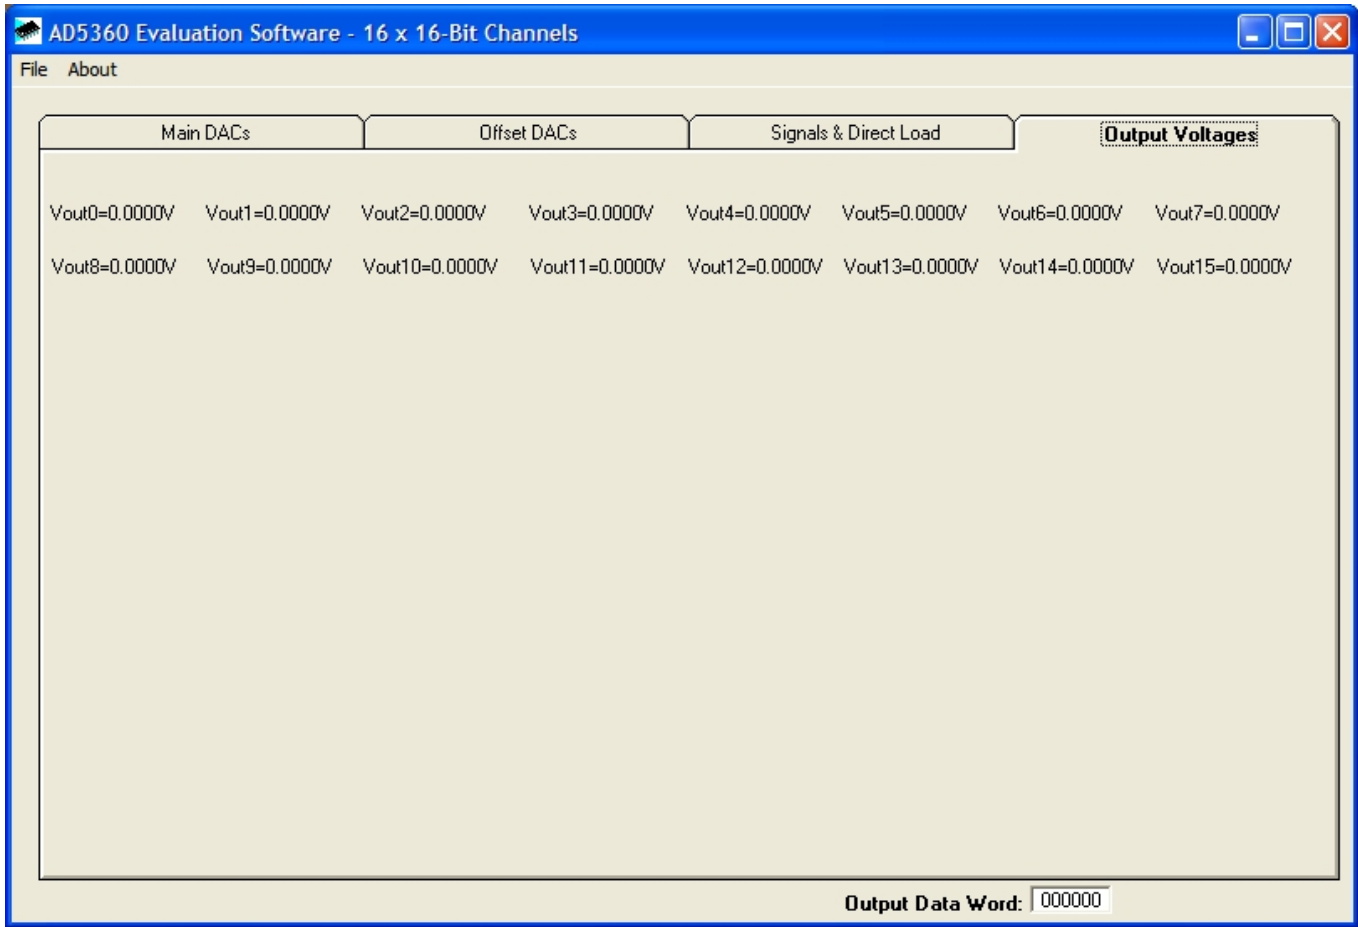 AD5360 Evaluation Software - 16 x 16-Bit Channels
File About
Main DACs Offset DACs Signals & Direct Load Output Voltages
Vout0=0.0000V Vout1=0.0000V Vout2=0.0000V Vout3=0.0000V Vout4=0.0000V Vout5=0.0000V Vout6=0.0000V Vout7=0.0000V
Vout8=0.0000V Vout9=0.0000V Vout10=0.0000V Vout11=0.0000V Vout12=0.0000V Vout13=0.0000V Vout14=0.0000V Vout15=0.0000V
Output Data Word: 000000